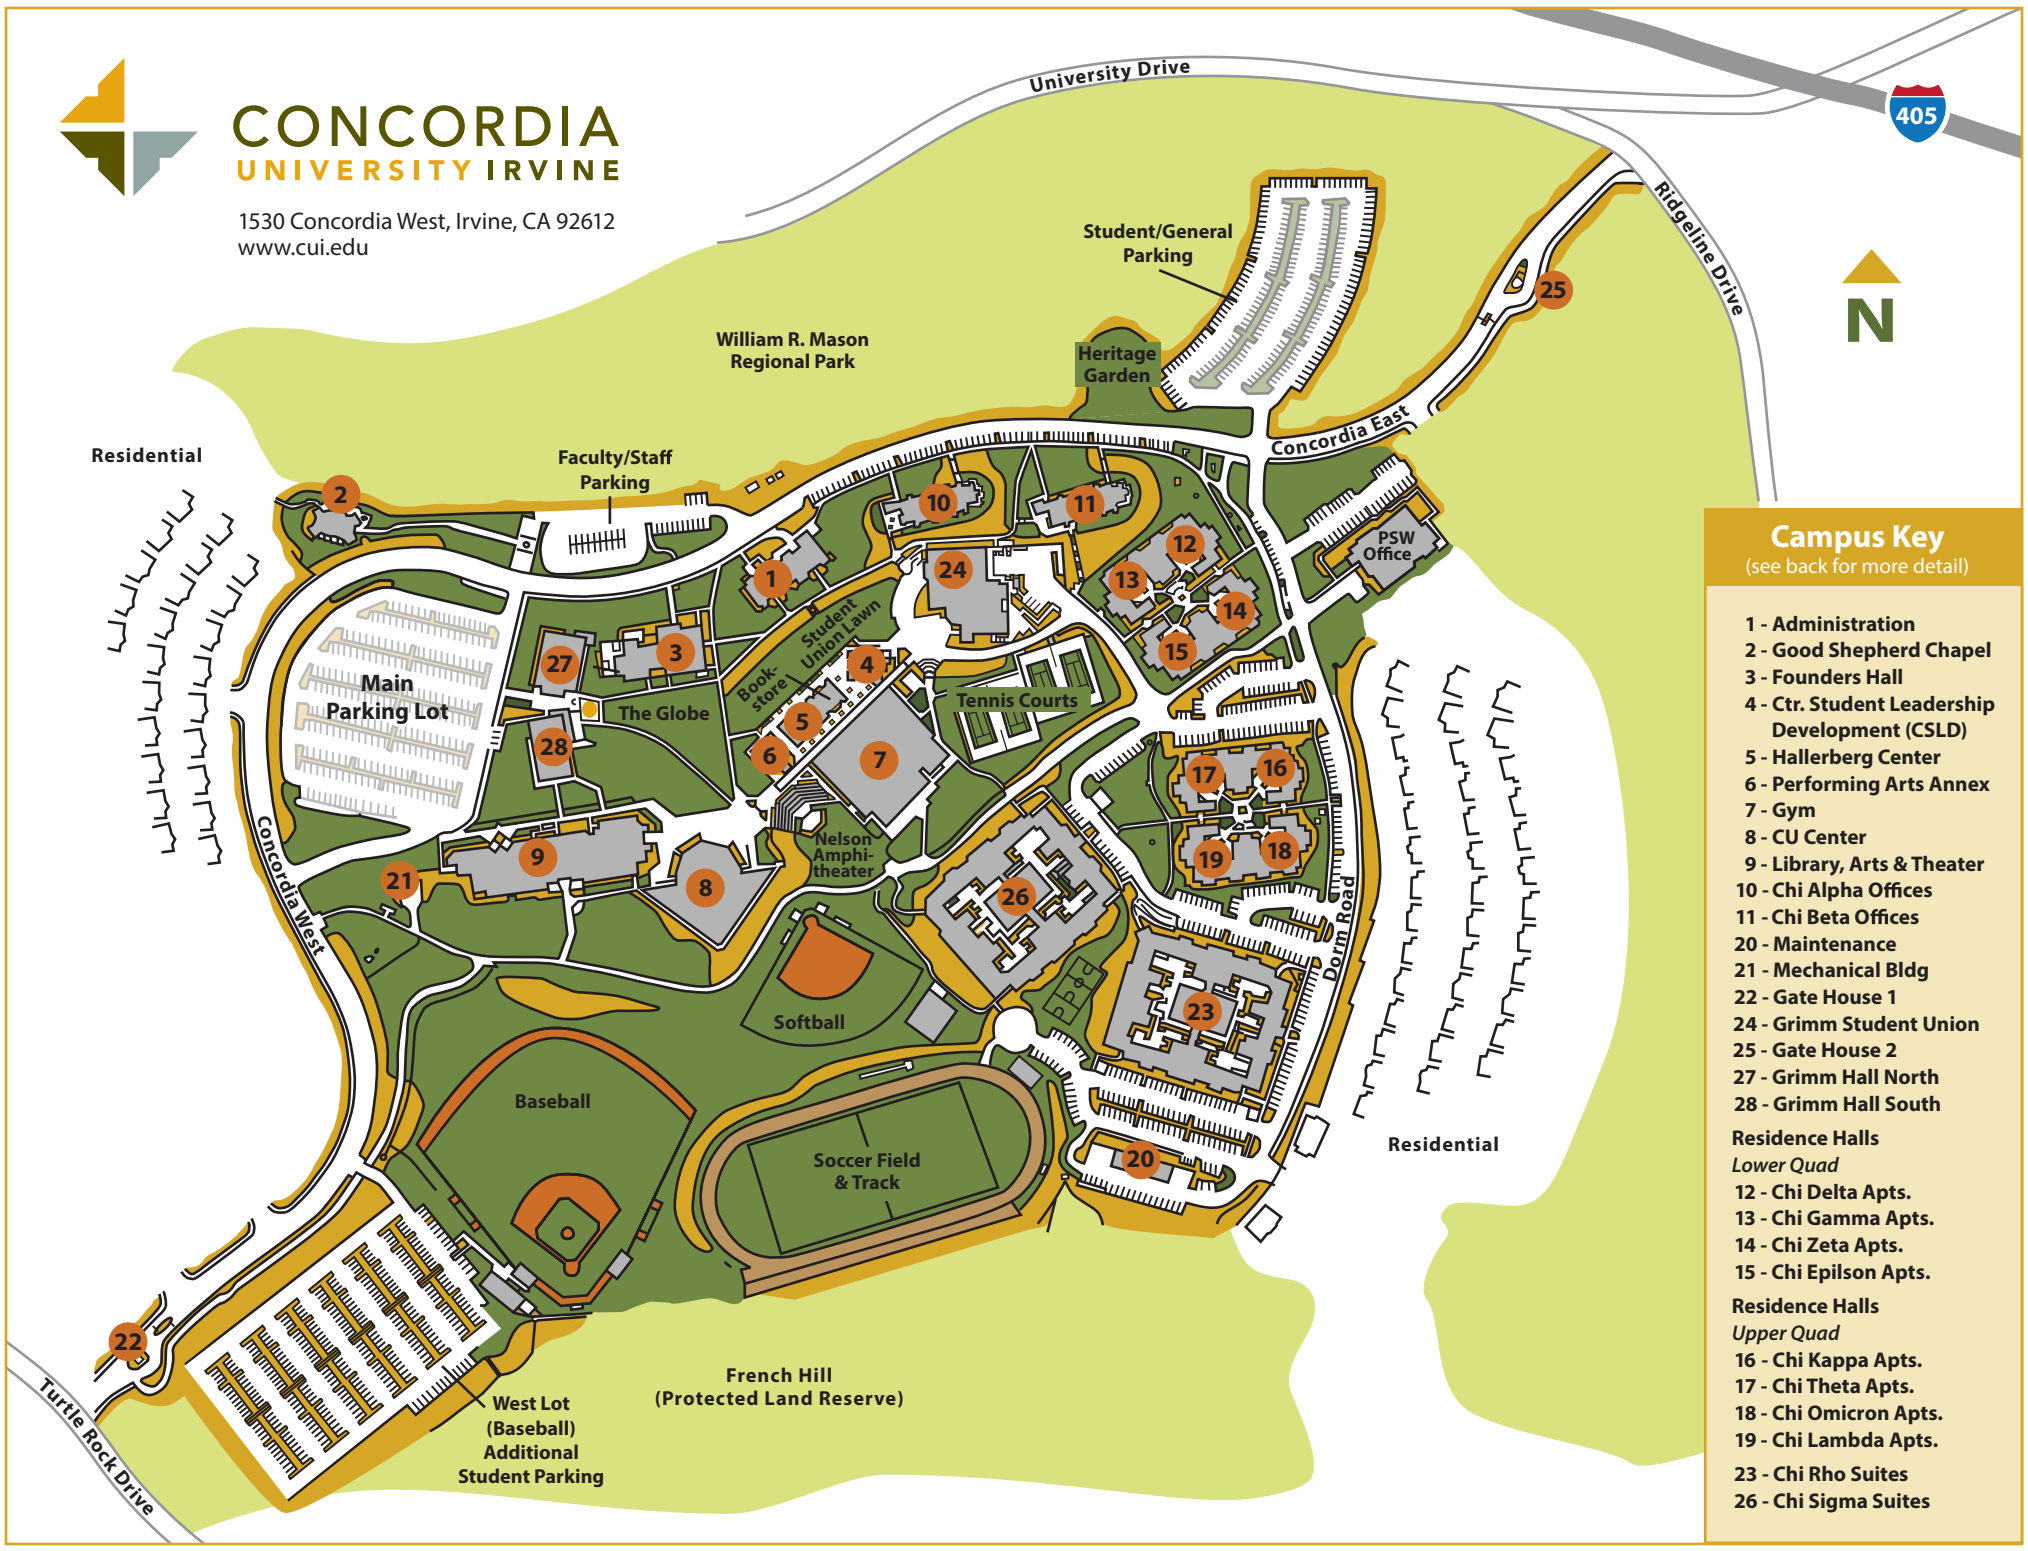 CONCORDIA
UNIVERSITY IRVINE
1530 Concordia West, Irvine, CA 92612
www.cui.edu
University Drive
405
Ridgeline Drive
N
Student/General
Parking
25
William R. Mason
Regional Park
Heritage
Garden
Concordia East
Residential
Faculty/Staff
Parking
2
10
11
12
PSW
Office
1
24
13
14
Student
Union Lawn
27
3
4
15
Main
Parking Lot
Book-
store
The Globe
5
Tennis Courts
28
6
7
17
16
Concordia West
Nelson
Amphi-
theater
9
8
21
26
19
18
Dorm Road
Softball
23
Baseball
Soccer Field
& Track
20
Residential
22
Turtle Rock Drive
West Lot
(Baseball)
Additional
Student Parking
French Hill
(Protected Land Reserve)
Campus Key
(see back for more detail)
1 - Administration
2 - Good Shepherd Chapel
3 - Founders Hall
4 - Ctr. Student Leadership
Development (CSLD)
5 - Hallerberg Center
6 - Performing Arts Annex
7 - Gym
8 - CU Center
9 - Library, Arts & Theater
10 - Chi Alpha Offices
11 - Chi Beta Offices
20 - Maintenance
21 - Mechanical Bldg
22 - Gate House 1
24 - Grimm Student Union
25 - Gate House 2
27 - Grimm Hall North
28 - Grimm Hall South
Residence Halls
Lower Quad
12 - Chi Delta Apts.
13 - Chi Gamma Apts.
14 - Chi Zeta Apts.
15 - Chi Epilson Apts.
Residence Halls
Upper Quad
16 - Chi Kappa Apts.
17 - Chi Theta Apts.
18 - Chi Omicron Apts.
19 - Chi Lambda Apts.
23 - Chi Rho Suites
26 - Chi Sigma Suites